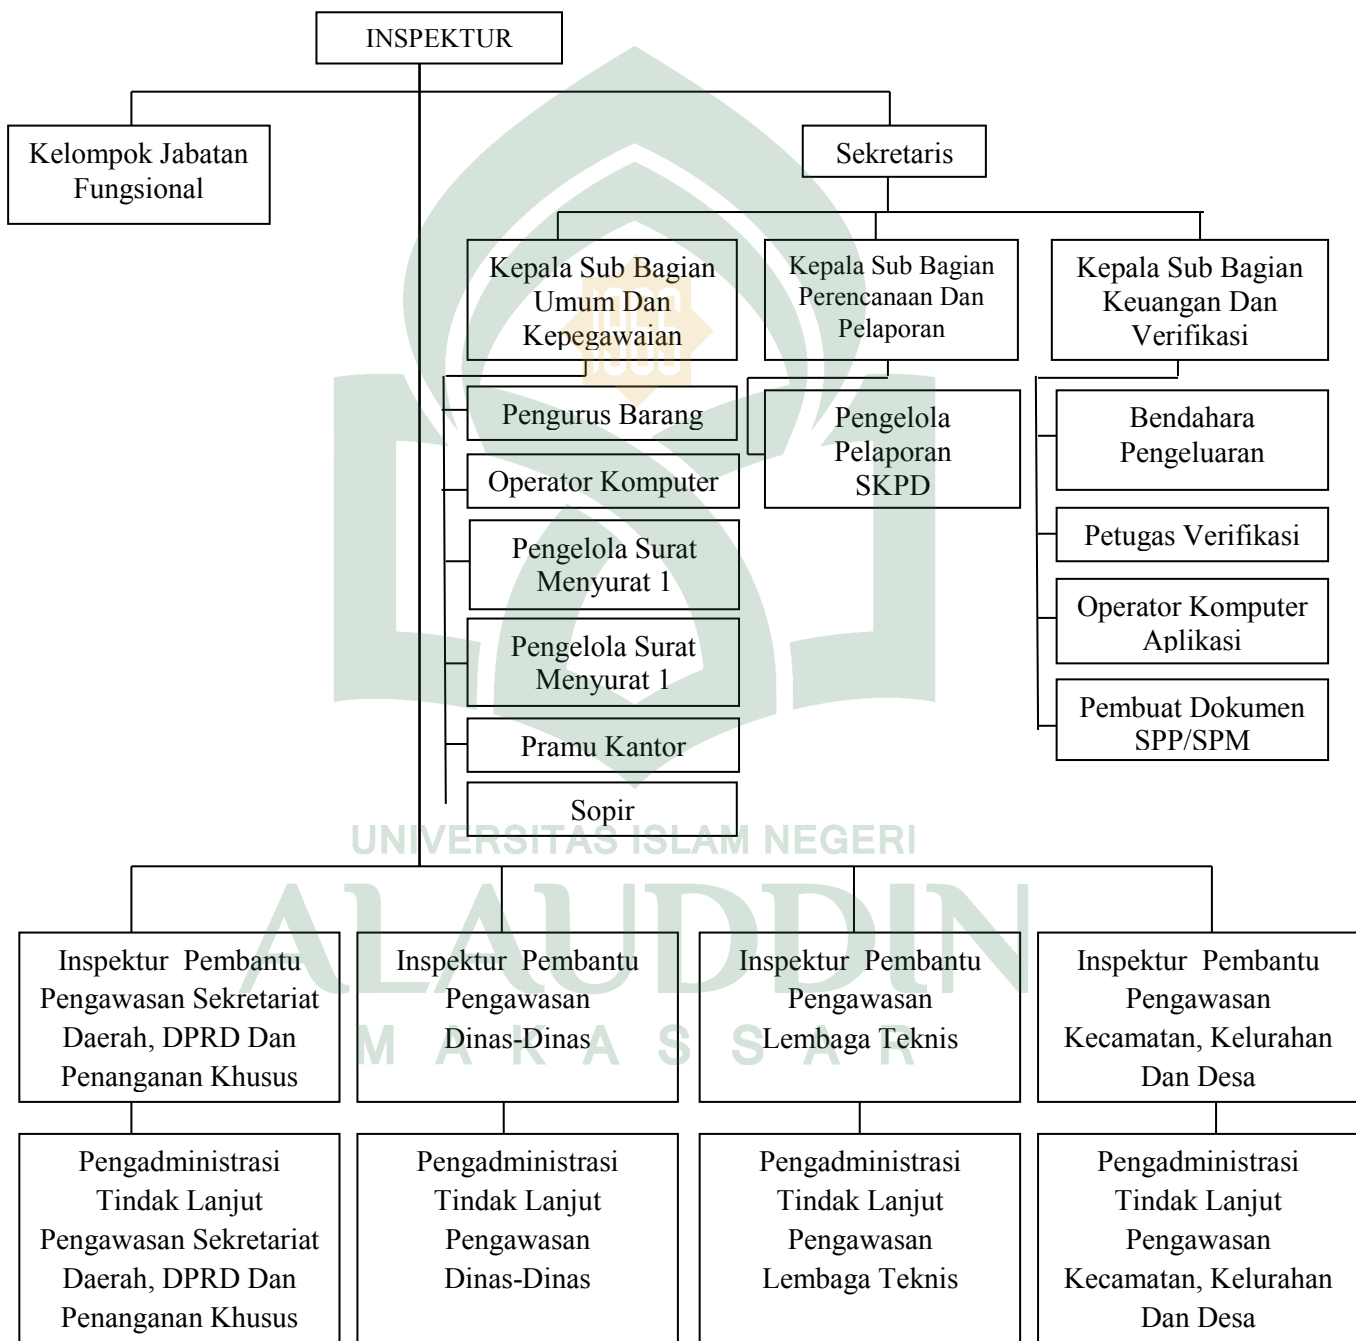 INSPEKTUR
Kelompok Jabatan
Fungsional
Sekretaris
Kepala Sub Bagian
Umum Dan
Kepegawaian
Kepala Sub Bagian
Perencanaan Dan
Pelaporan
Kepala Sub Bagian
Keuangan Dan
Verifikasi
Pengurus Barang
Operator Komputer
Pengelola Surat
Menyurat 1
Pengelola Surat
Menyurat 1
Pramu Kantor
Sopir
Pengelola
Pelaporan
SKPD
Bendahara
Pengeluaran
Petugas Verifikasi
Operator Komputer
Aplikasi
Pembuat Dokumen
SPP/SPM
UNIVERSITAS ISLAM NEGERI
ALAUDDIN
MAKASSAR
Inspektur Pembantu
Pengawasan Sekretariat
Daerah, DPRD Dan
Penanganan Khusus
Inspektur Pembantu
Pengawasan
Dinas-Dinas
Inspektur Pembantu
Pengawasan
Lembaga Teknis
Inspektur Pembantu
Pengawasan
Kecamatan, Kelurahan
Dan Desa
Pengadministrasi
Tindak Lanjut
Pengawasan Sekretariat
Daerah, DPRD Dan
Penanganan Khusus
Pengadministrasi
Tindak Lanjut
Pengawasan
Dinas-Dinas
Pengadministrasi
Tindak Lanjut
Pengawasan
Lembaga Teknis
Pengadministrasi
Tindak Lanjut
Pengawasan
Kecamatan, Kelurahan
Dan Desa